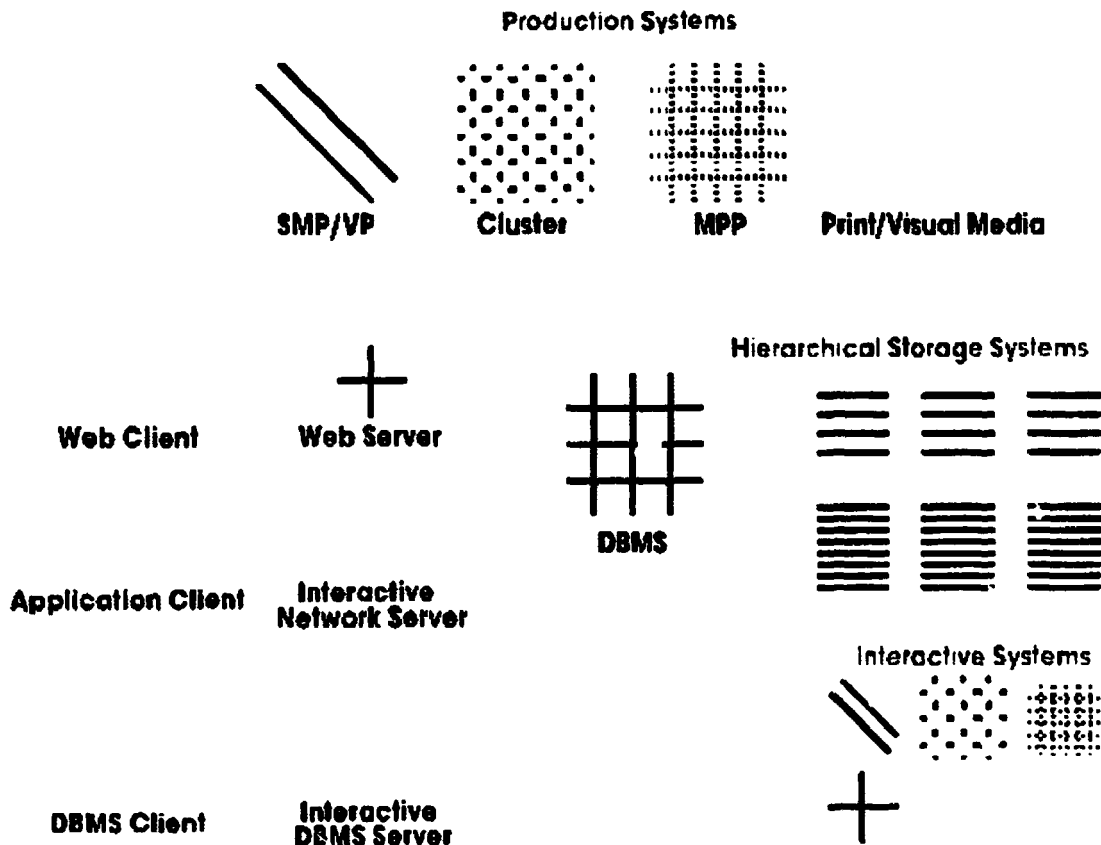 Production Systems
SMP/VP
Cluster
MPP
Print/Visual Media
Hierarchical Storage Systems
Web Client
Web Server
DBMS
Application Client
Interactive
Network Server
Interactive Systems
DBMS Client
Interactive
DBMS Server